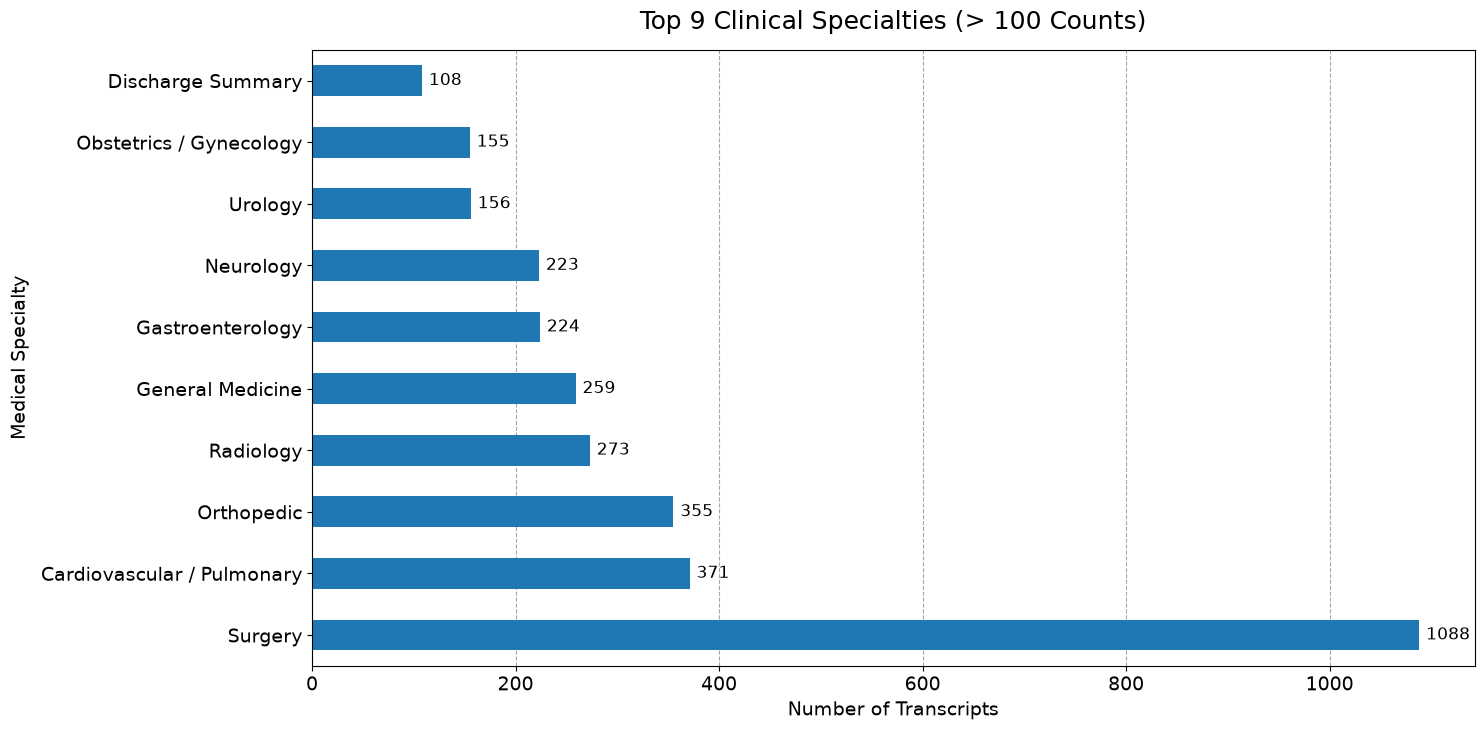 Top 9 Clinical Specialties (> 100 Counts)
Discharge Summary 108
Obstetrics / Gynecology 155
Urology 156
Neurology 223
Gastroenterology 224
General Medicine 259
Radiology 273
Orthopedic 355
Cardiovascular / Pulmonary 371
Surgery 1088
Medical Specialty
0 200 400 600 800 1000
Number of Transcripts